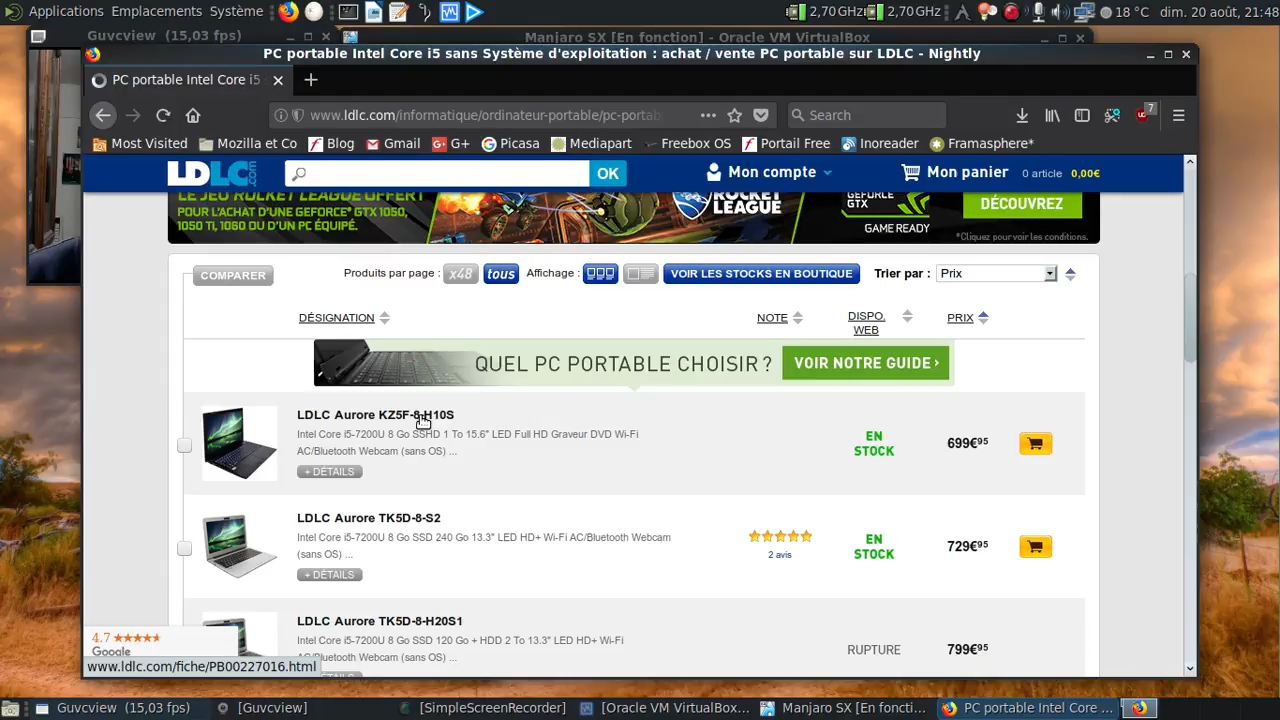 Applications Emplacements Système
2,70 GHz 2,70 GHz 18 °C dim. 20 août, 21:48
Guvcview (15,03 fps)
Manjaro SX [En fonction] - Oracle VM VirtualBox
PC portable Intel Core i5 sans Système d'exploitation : achat / vente PC portable sur LDLC - Nightly
PC portable Intel Core i5
www.ldlc.com/informatique/ordinateur-portable/pc-portab
Search
7
Most Visited Mozilla et Co Blog Gmail G+ Picasa Mediapart Freebox OS Portail Free Inoreader Framasphère*
LDLC.com
OK
Mon compte
Mon panier 0 article 0,00€
LE JEU ROCKET LEAGUE OFFERT
POUR L'ACHAT D'UNE GEFORCE® GTX 1050,
1050 TI, 1060 OU D'UN PC ÉQUIPÉ.
ROCKET
LEAGUE
GEFORCE
GTX
GAME READY
DÉCOUVREZ
*Cliquez pour voir les conditions.
COMPARER
Produits par page : x48 tous Affichage : VOIR LES STOCKS EN BOUTIQUE Trier par : Prix
DÉSIGNATION NOTE DISPO. WEB PRIX
QUEL PC PORTABLE CHOISIR ? VOIR NOTRE GUIDE ›
LDLC Aurore KZ5F-8-H10S
Intel Core i5-7200U 8 Go SSHD 1 To 15.6" LED Full HD Graveur DVD Wi-Fi
AC/Bluetooth Webcam (sans OS) ...
+ DÉTAILS
EN
STOCK
699€95
LDLC Aurore TK5D-8-S2
Intel Core i5-7200U 8 Go SSD 240 Go 13.3" LED HD+ Wi-Fi AC/Bluetooth Webcam
(sans OS) ...
+ DÉTAILS
2 avis
EN
STOCK
729€95
LDLC Aurore TK5D-8-H20S1
Intel Core i5-7200U 8 Go SSD 120 Go + HDD 2 To 13.3" LED HD+ Wi-Fi
AC/Bluetooth Webcam (sans OS) ...
RUPTURE
799€95
4.7
Google
www.ldlc.com/fiche/PB00227016.html
Guvcview (15,03 fps) [Guvcview] [SimpleScreenRecorder] [Oracle VM VirtualBox... Manjaro SX [En foncti... PC portable Intel Core ...